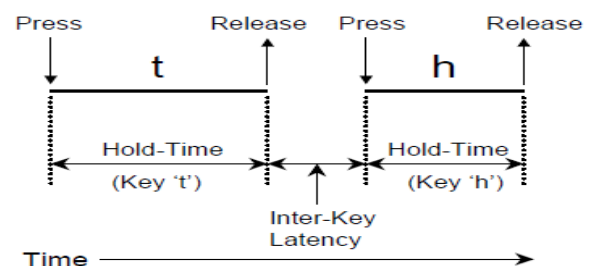 Press Release Press Release
t h
Hold-Time Hold-Time
(Key ‘t’) (Key ‘h’)
Inter-Key
Latency
Time